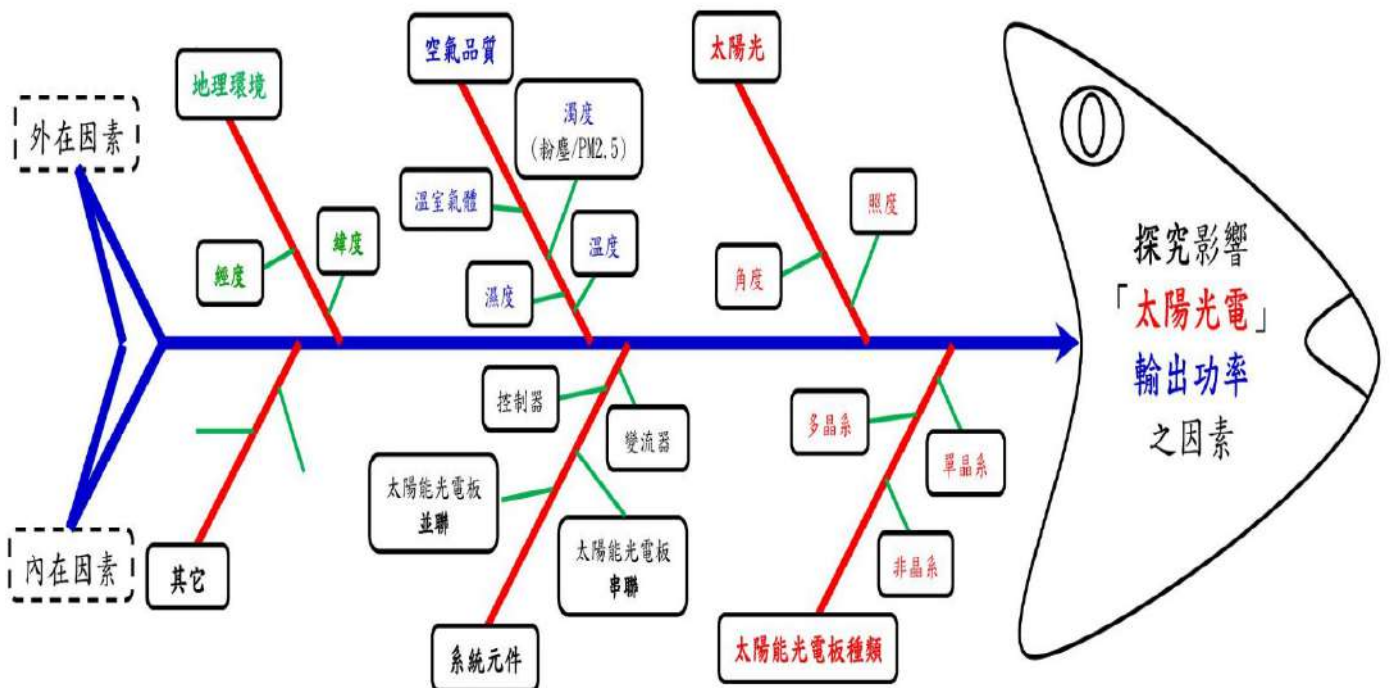 外在因素
地理環境
經度
緯度
空氣品質
溫室氣體
濁度
(粉塵/PM2.5)
濕度
溫度
太陽光
角度
照度
內在因素
其它
系統元件
控制器
變流器
太陽能光電板
並聯
太陽能光電板
串聯
太陽能光電板種類
多晶系
單晶系
非晶系
探究影響
「太陽光電」
輸出功率
之因素